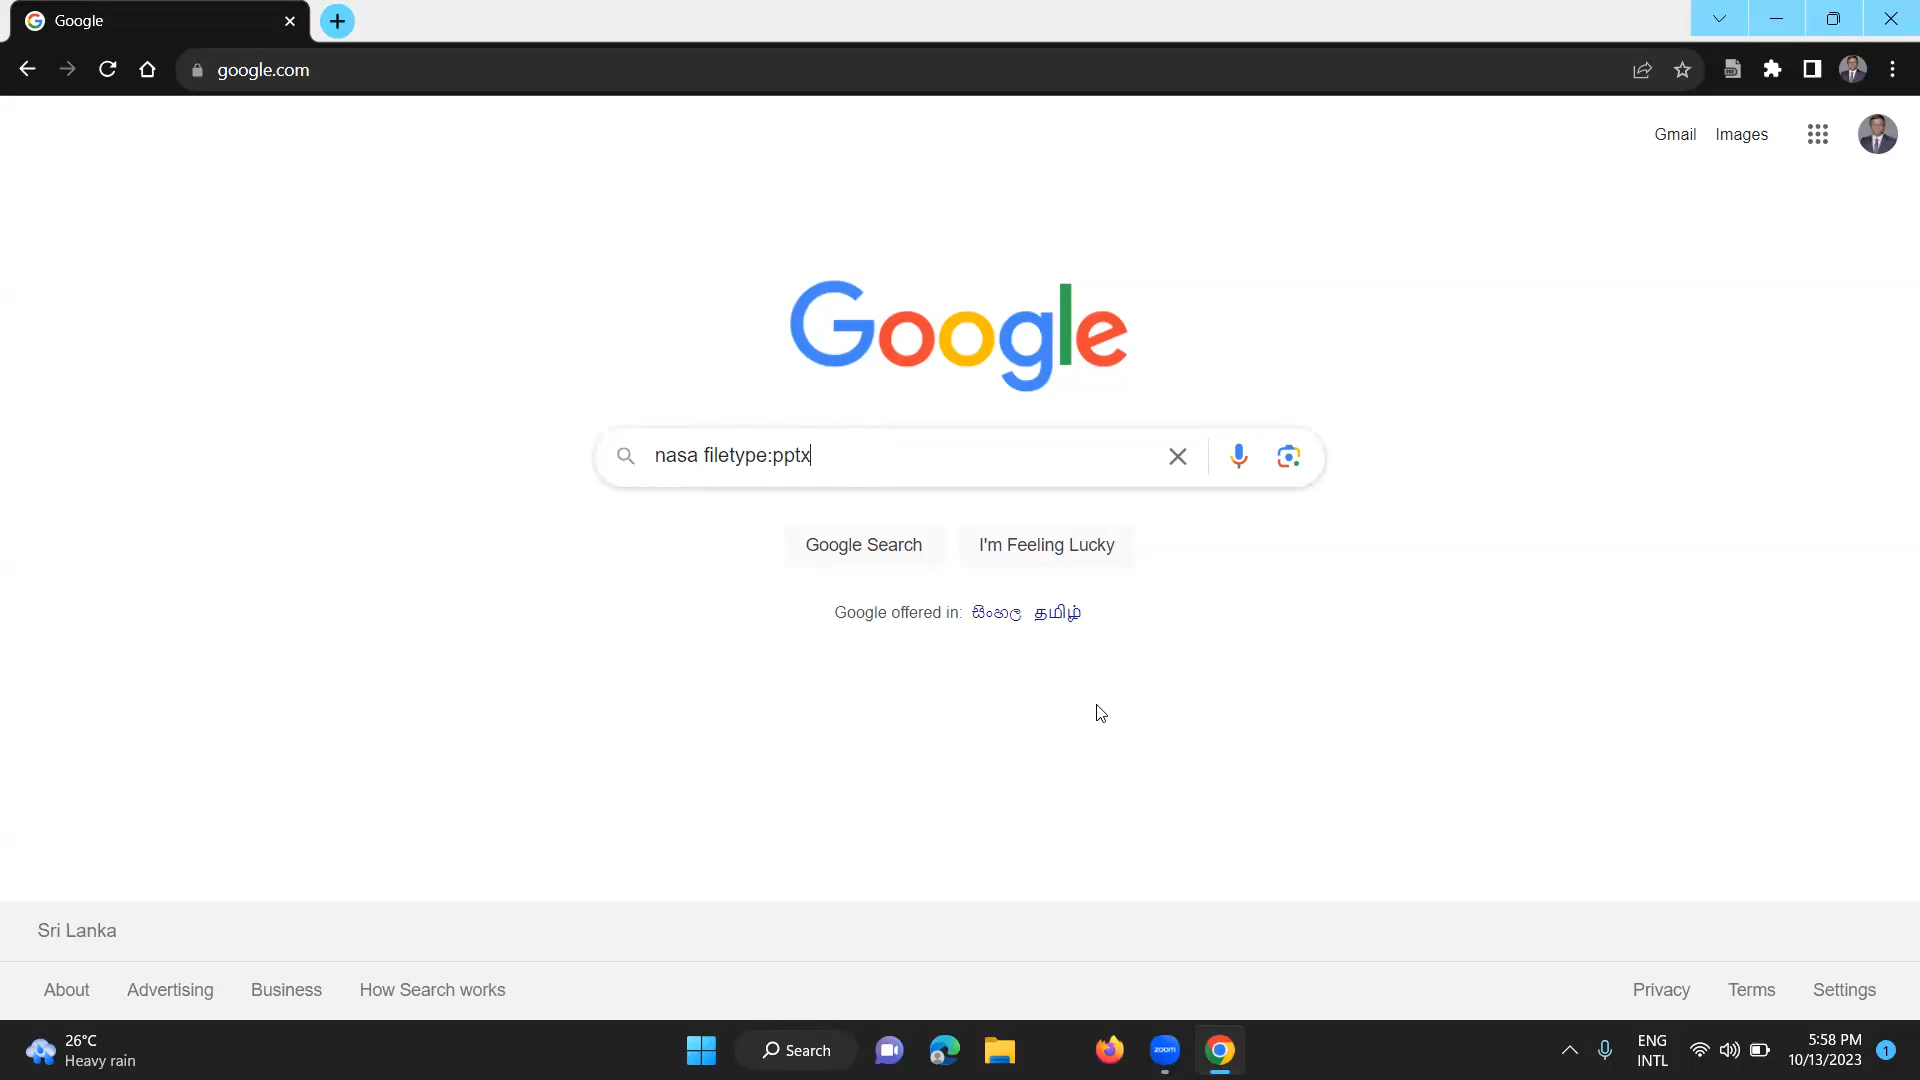 Google
google.com
Gmail Images
Google
nasa filetype:pptx
Google Search I'm Feeling Lucky
Google offered in: සිංහල தமிழ்
Sri Lanka
About Advertising Business How Search works Privacy Terms Settings
26°C
Heavy rain
Search
zoom
ENG
INTL
5:58 PM
10/13/2023
1